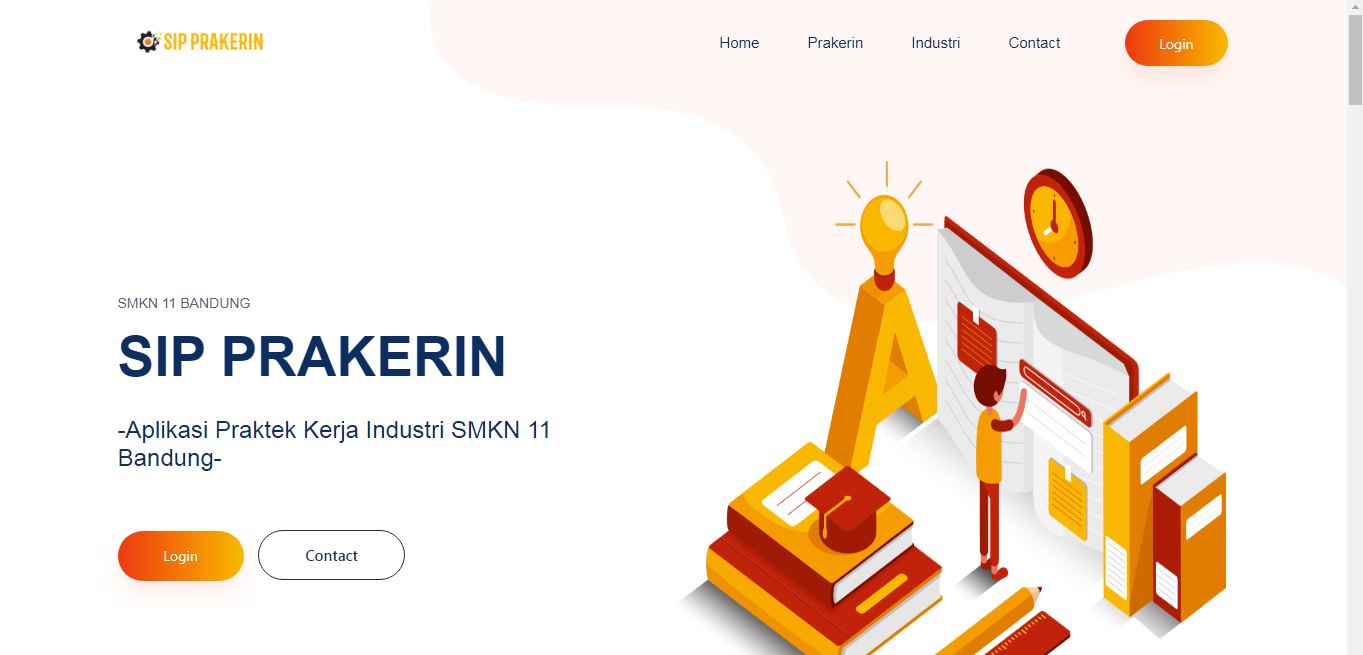 SIP PRAKERIN
Home
Prakerin
Industri
Contact
Login
SMKN 11 BANDUNG
SIP PRAKERIN
-Aplikasi Praktek Kerja Industri SMKN 11
Bandung-
Login
Contact